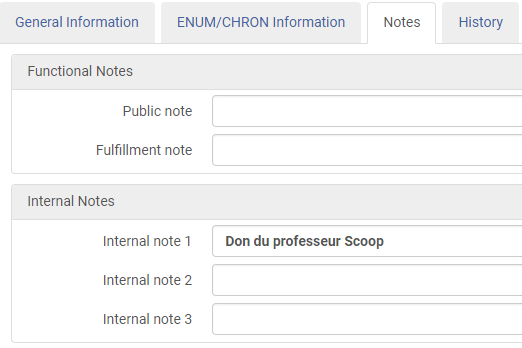 General Information ENUM/CHRON Information Notes History
Functional Notes
Public note
Fulfillment note
Internal Notes
Internal note 1 Don du professeur Scoop
Internal note 2
Internal note 3